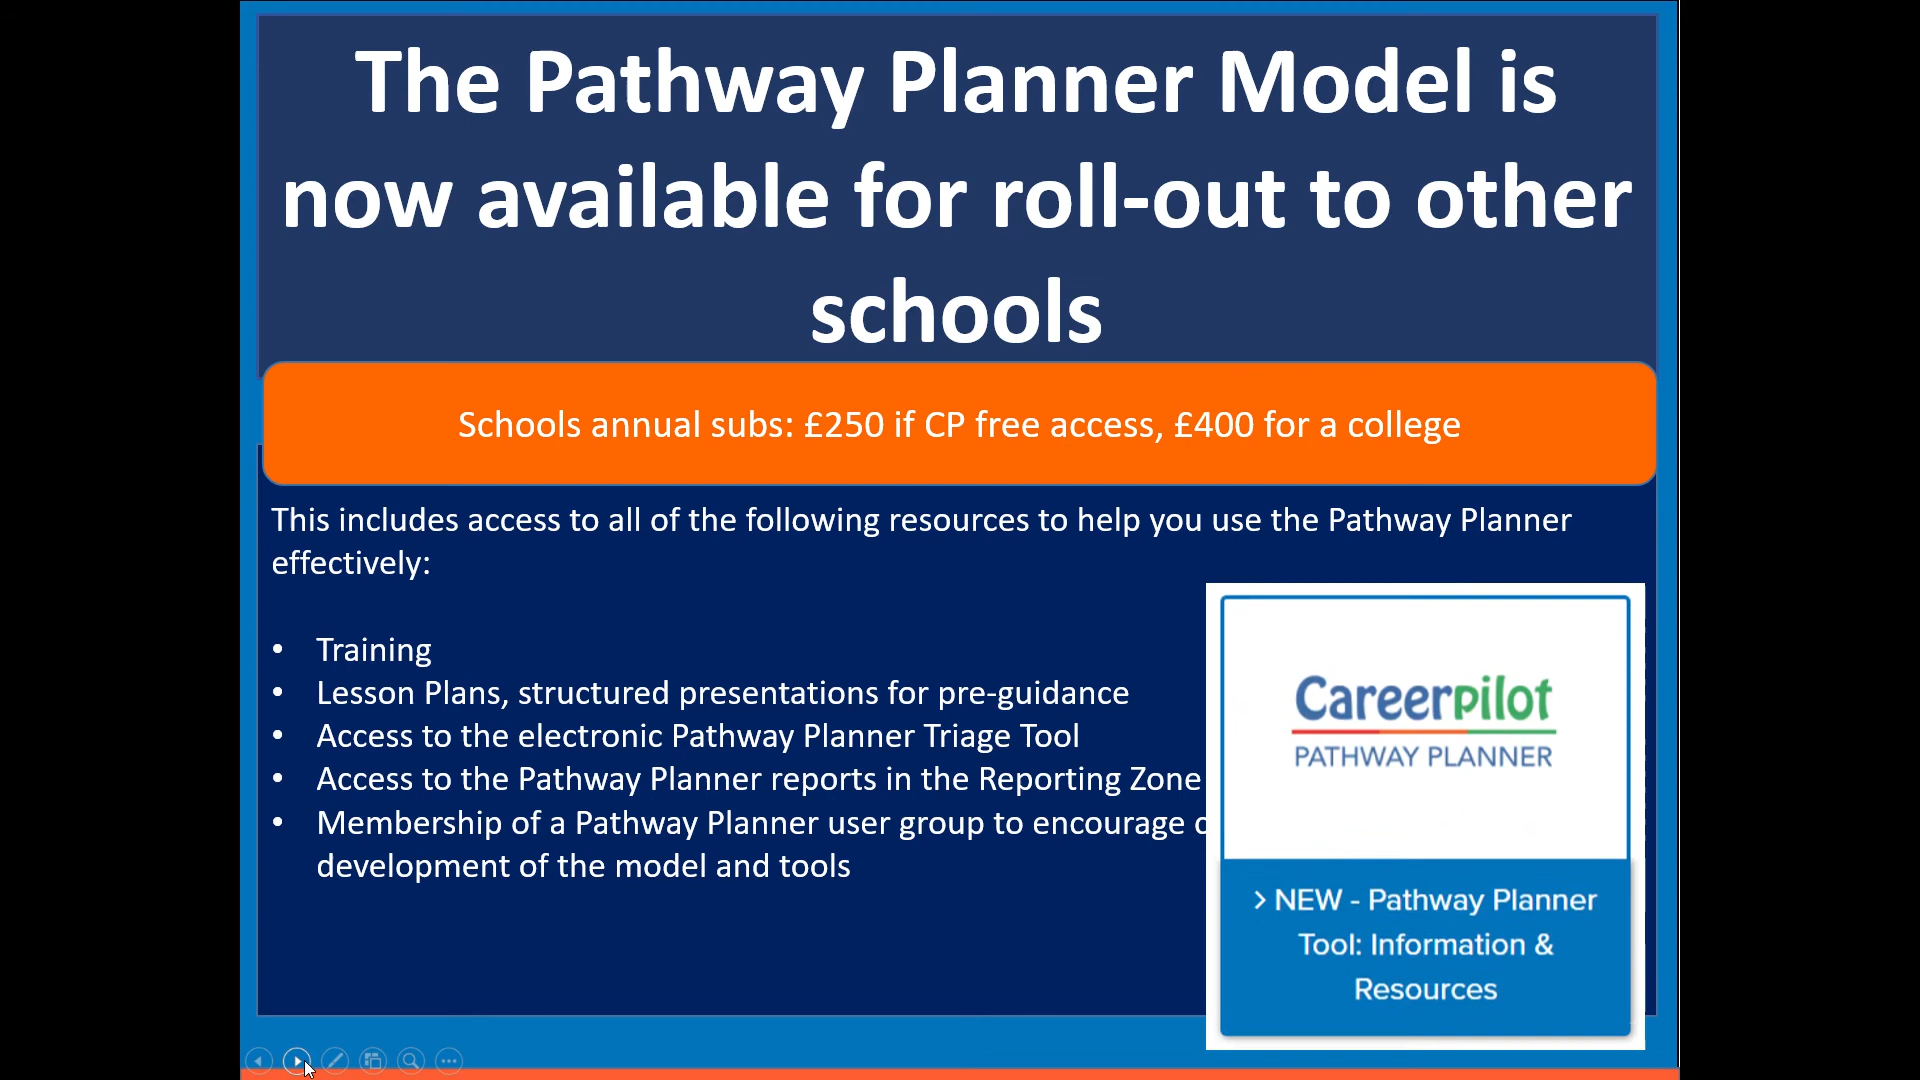 The Pathway Planner Model is
now available for roll-out to other
schools
Schools annual subs: £250 if CP free access, £400 for a college
This includes access to all of the following resources to help you use the Pathway Planner
effectively:
• Training
• Lesson Plans, structured presentations for pre-guidance
• Access to the electronic Pathway Planner Triage Tool
• Access to the Pathway Planner reports in the Reporting Zone
• Membership of a Pathway Planner user group to encourage
development of the model and tools
Careerpilot
PATHWAY PLANNER
> NEW - Pathway Planner
Tool: Information &
Resources